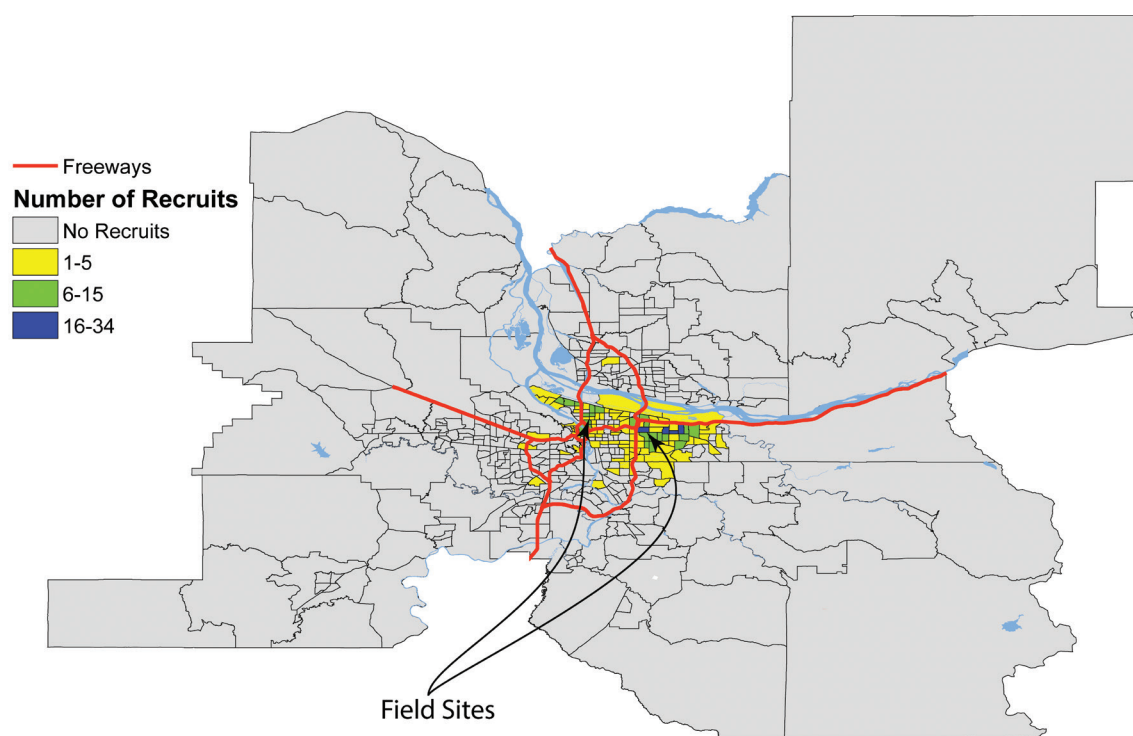 Freeways
Number of Recruits
No Recruits
1-5
6-15
16-34
Field Sites